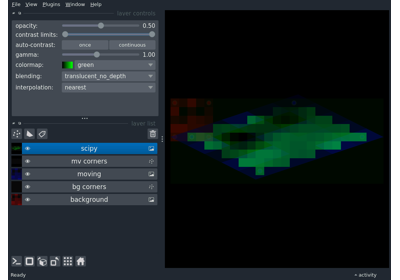 File View Plugins Window Help
layer controls
opacity: 0.50
contrast limits:
auto-contrast: once continuous
gamma: 1.00
colormap: green
blending: translucent_no_depth
interpolation: nearest
layer list
scipy
mv corners
moving
bg corners
background
Ready activity